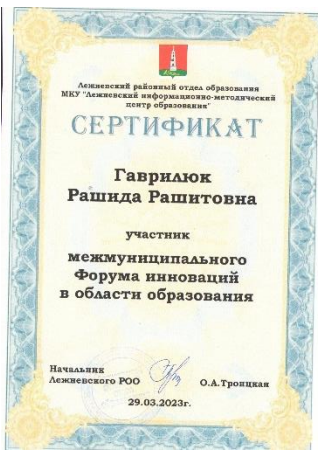 Лежневский районный отдел образования
МКУ "Лежневский информационно-методический
центр образования"
СЕРТИФИКАТ
Гаврилюк
Рашида Рашитовна
участник
межмуниципального
Форума инноваций
в области образования
Начальник
Лежневского РОО
О.А.Троицкая
29.03.2023г.